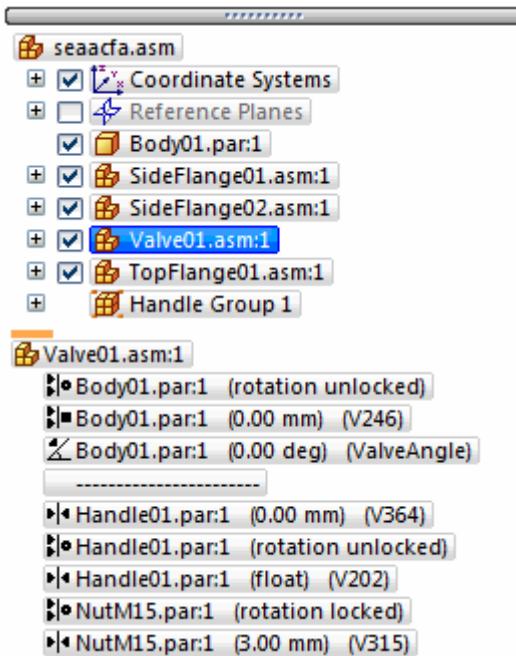 seaacfa.asm
Coordinate Systems
Reference Planes
Body01.par:1
SideFlange01.asm:1
SideFlange02.asm:1
Valve01.asm:1
TopFlange01.asm:1
Handle Group 1
Valve01.asm:1
Body01.par:1 (rotation unlocked)
Body01.par:1 (0.00 mm) (V246)
Body01.par:1 (0.00 deg) (ValveAngle)
------------------------
Handle01.par:1 (0.00 mm) (V364)
Handle01.par:1 (rotation unlocked)
Handle01.par:1 (float) (V202)
NutM15.par:1 (rotation locked)
NutM15.par:1 (3.00 mm) (V315)